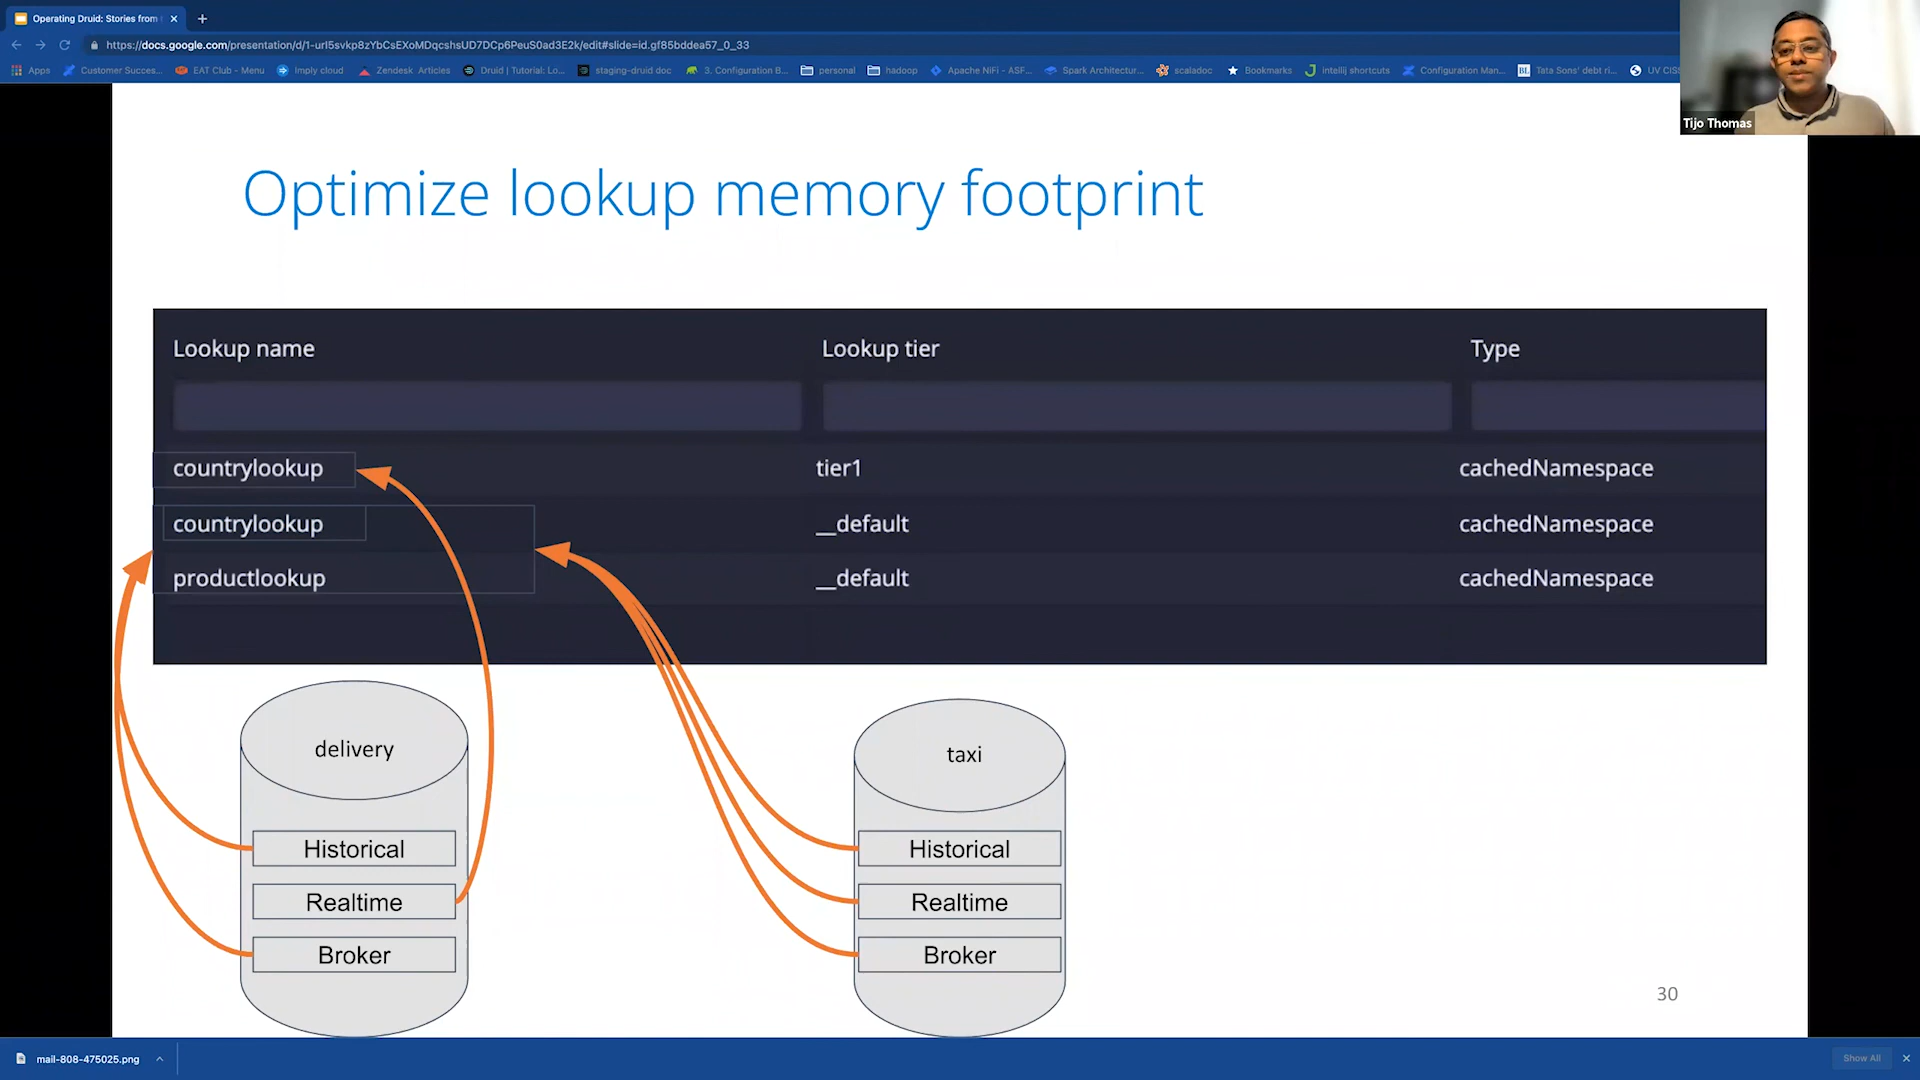 Operating Druid: Stories from
https://docs.google.com/presentation/d/1-url5svkp8zYbCsEXoMDqcshsUD7DCp6PeuS0ad3E2k/edit#slide=id.gf85bddea57_0_33
Apps
Customer Succes...
EAT Club - Menu
Imply cloud
Zendesk Articles
Druid | Tutorial: Lo...
staging-druid doc
3. Configuration B...
personal
hadoop
Apache NiFi - ASF...
Spark Architectur...
scaladoc
Bookmarks
intellij shortcuts
Configuration Man...
Tata Sons' debt ri...
UV CIS
Tijo Thomas
Optimize lookup memory footprint
Lookup name Lookup tier Type
countrylookup tier1 cachedNamespace
countrylookup __default cachedNamespace
productlookup __default cachedNamespace
delivery
Historical
Realtime
Broker
taxi
Historical
Realtime
Broker
30
mail-808-475025.png
Show All